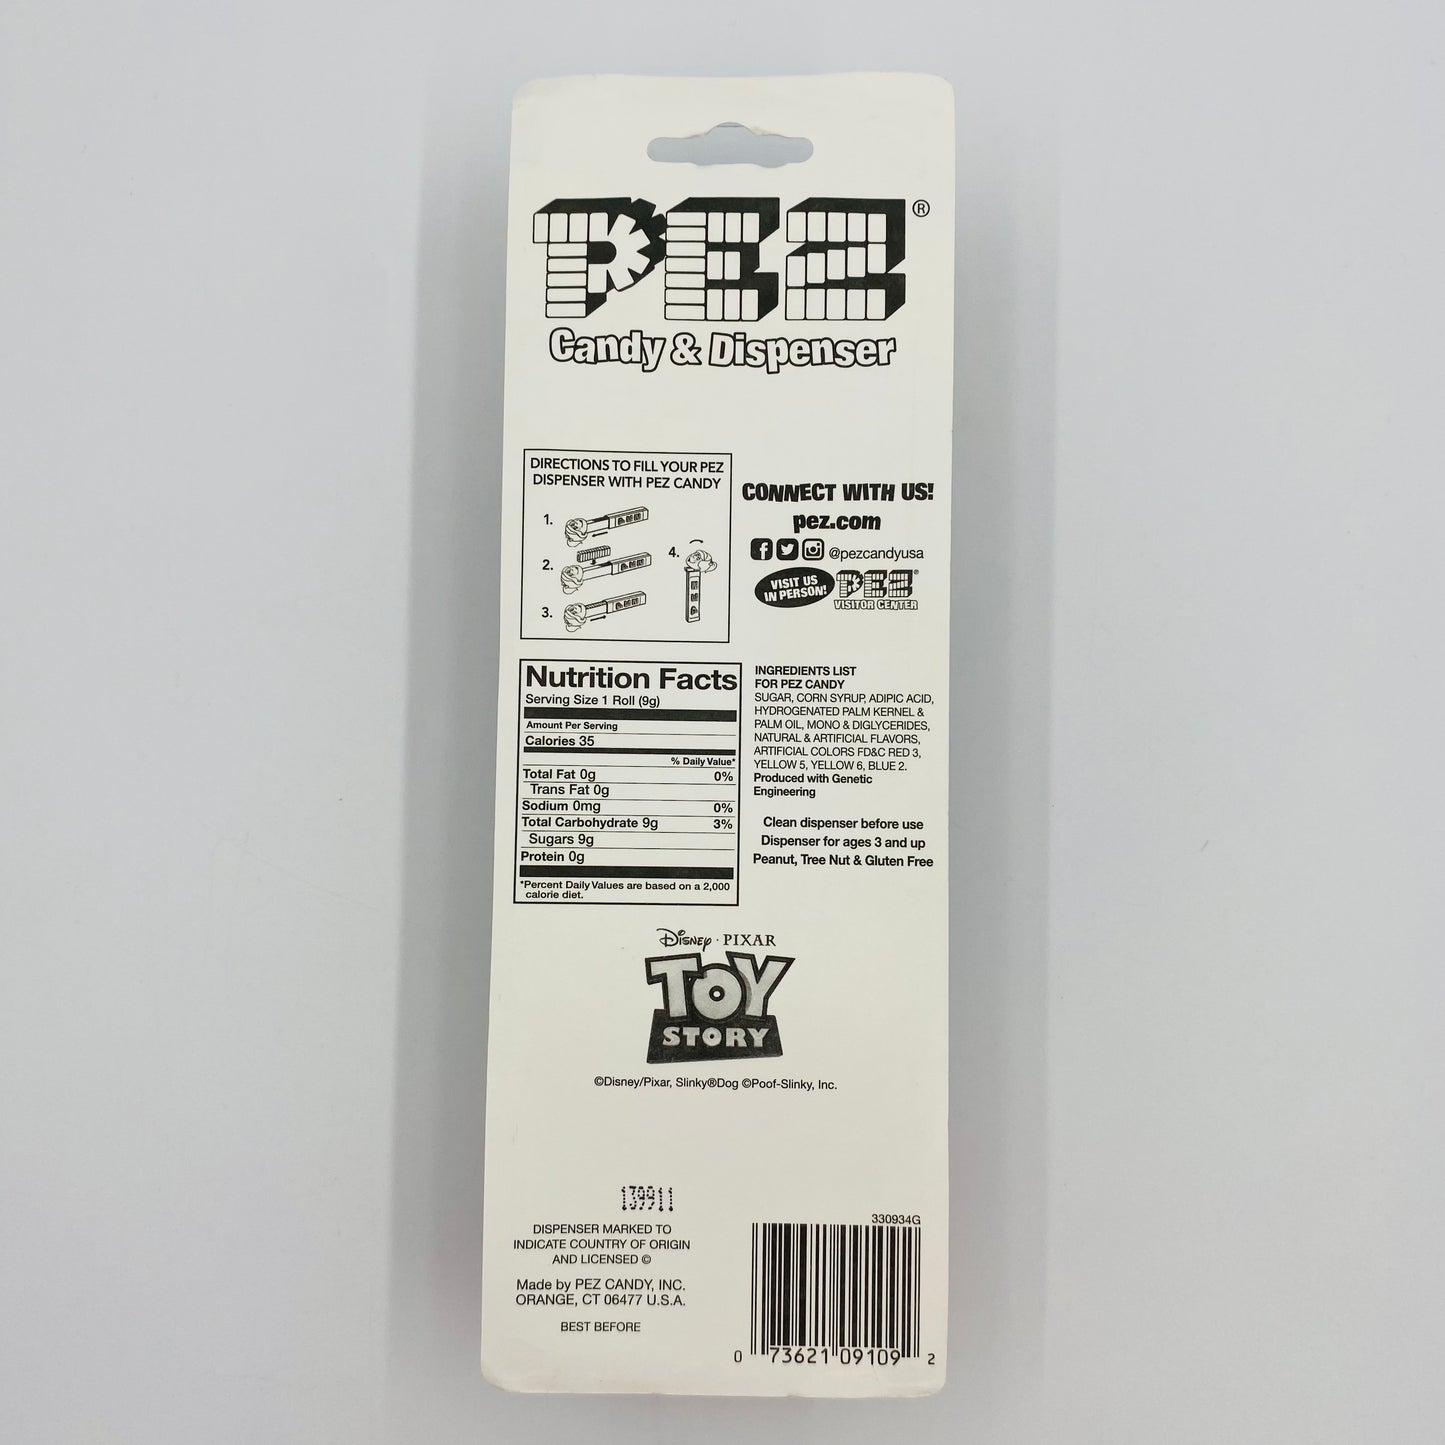 PEZ®
Candy & Dispenser
DIRECTIONS TO FILL YOUR PEZ
DISPENSER WITH PEZ CANDY
1.
2.
3.
4.
CONNECT WITH US!
pez.com
@pezcandyusa
VISIT US
IN PERSON!
PEZ®
VISITOR CENTER
Nutrition Facts
Serving Size 1 Roll (9g)
Amount Per Serving
Calories 35
% Daily Value*
Total Fat 0g 0%
Trans Fat 0g
Sodium 0mg 0%
Total Carbohydrate 9g 3%
Sugars 9g
Protein 0g
*Percent Daily Values are based on a 2,000
calorie diet.
INGREDIENTS LIST
FOR PEZ CANDY
SUGAR, CORN SYRUP, ADIPIC ACID,
HYDROGENATED PALM KERNEL &
PALM OIL, MONO & DIGLYCERIDES,
NATURAL & ARTIFICIAL FLAVORS,
ARTIFICIAL COLORS FD&C RED 3,
YELLOW 5, YELLOW 6, BLUE 2.
Produced with Genetic
Engineering
Clean dispenser before use
Dispenser for ages 3 and up
Peanut, Tree Nut & Gluten Free
Disney · PIXAR
TOY
STORY
©Disney/Pixar, Slinky®Dog ©Poof-Slinky, Inc.
139911
DISPENSER MARKED TO
INDICATE COUNTRY OF ORIGIN
AND LICENSED ©
Made by PEZ CANDY, INC.
ORANGE, CT 06477 U.S.A.
BEST BEFORE
330934G
0 73621 09109 2